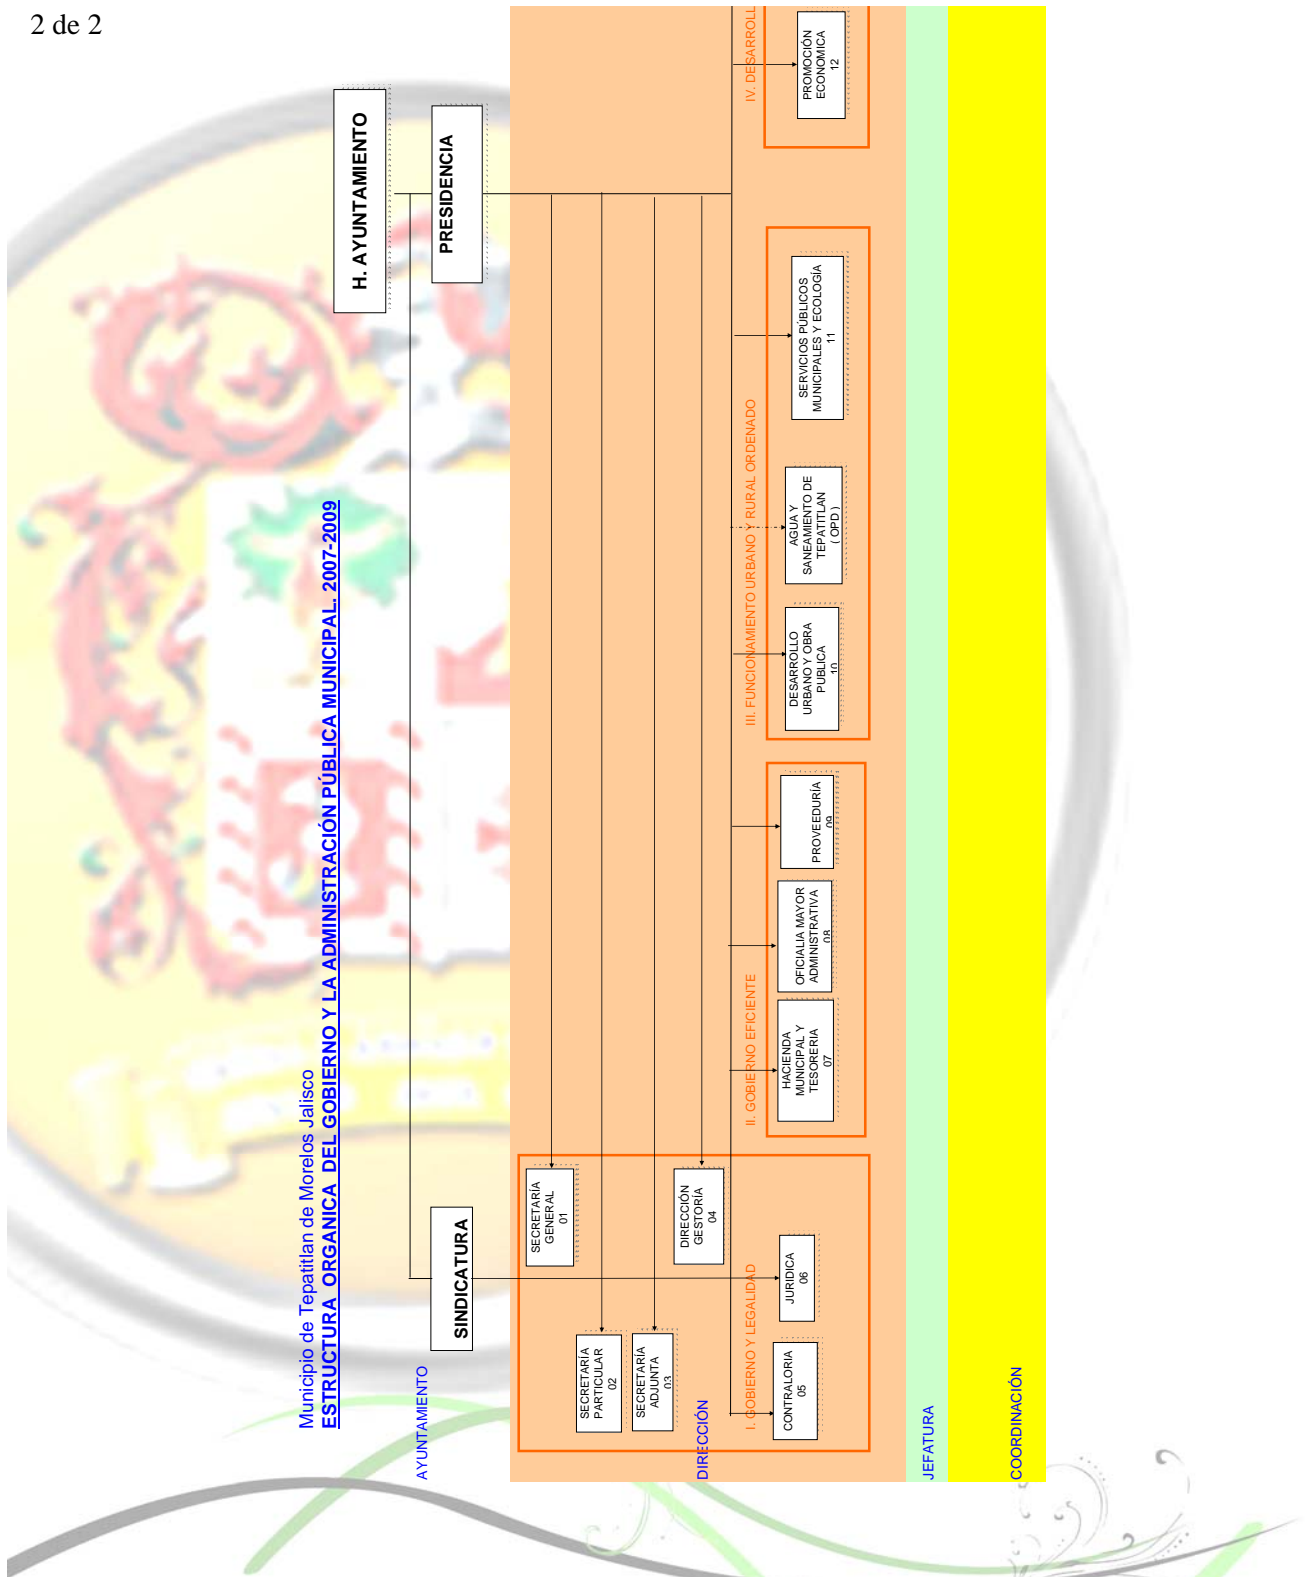 2 de 2
Municipio de Tepatitlan de Morelos Jalisco
ESTRUCTURA ORGANICA DEL GOBIERNO Y LA ADMINISTRACIÓN PÚBLICA MUNICIPAL. 2007-2009
H. AYUNTAMIENTO
AYUNTAMIENTO
SINDICATURA
PRESIDENCIA
SECRETARÍA
GENERAL
01
SECRETARÍA
PARTICULAR
02
SECRETARÍA
ADJUNTA
03
DIRECCIÓN
DIRECCIÓN
GESTORÍA
04
I. GOBIERNO Y LEGALIDAD
II. GOBIERNO EFICIENTE
III. FUNCIONAMIENTO URBANO Y RURAL ORDENADO
IV. DESARROLL
CONTRALORIA
05
JURIDICA
06
HACIENDA
MUNICIPAL Y
TESORERIA
07
OFICIALIA MAYOR
ADMINISTRATIVA
08
PROVEEDURÍA
09
DESARROLLO
URBANO Y OBRA
PUBLICA
10
AGUA Y
SANEAMIENTO DE
TEPATITLAN
( OPD )
SERVICIOS PÚBLICOS
MUNICIPALES Y ECOLOGÍA
11
PROMOCIÓN
ECONOMICA
12
JEFATURA
COORDINACIÓN